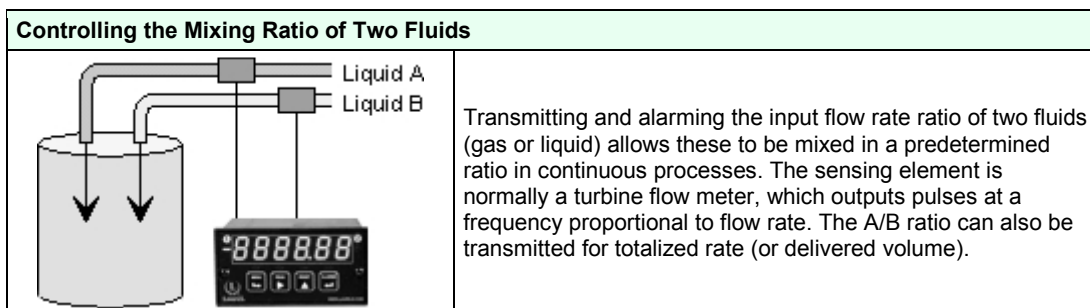 Controlling the Mixing Ratio of Two Fluids
Liquid A
Liquid B
Transmitting and alarming the input flow rate ratio of two fluids
(gas or liquid) allows these to be mixed in a predetermined
ratio in continuous processes. The sensing element is
normally a turbine flow meter, which outputs pulses at a
frequency proportional to flow rate. The A/B ratio can also be
transmitted for totalized rate (or delivered volume).
8888.88